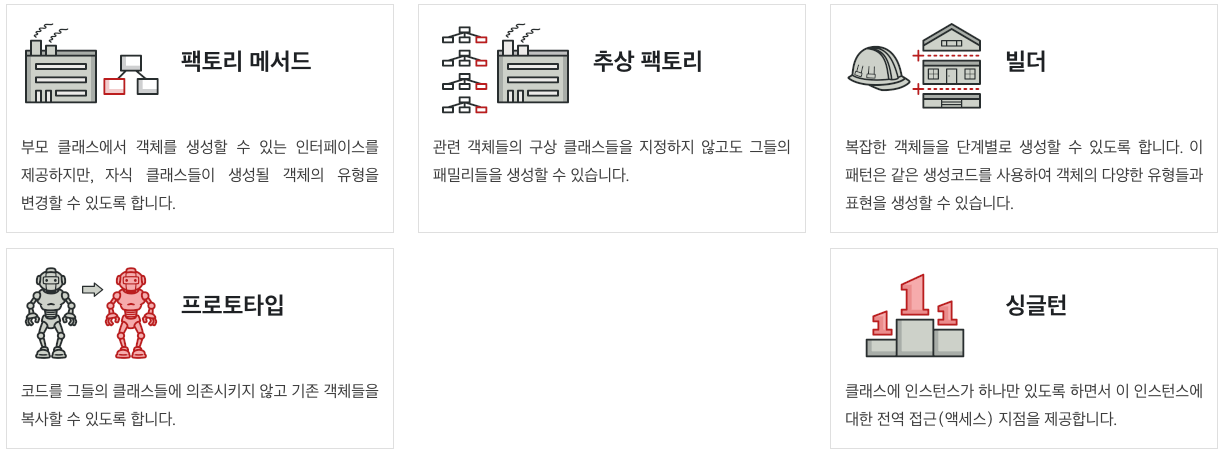 팩토리 메서드
부모 클래스에서 객체를 생성할 수 있는 인터페이스를
제공하지만, 자식 클래스들이 생성될 객체의 유형을
변경할 수 있도록 합니다.
추상 팩토리
관련 객체들의 구상 클래스들을 지정하지 않고도 그들의
패밀리들을 생성할 수 있습니다.
빌더
복잡한 객체들을 단계별로 생성할 수 있도록 합니다. 이
패턴은 같은 생성코드를 사용하여 객체의 다양한 유형들과
표현을 생성할 수 있습니다.
프로토타입
코드를 그들의 클래스들에 의존시키지 않고 기존 객체들을
복사할 수 있도록 합니다.
1 1 1
싱글턴
클래스에 인스턴스가 하나만 있도록 하면서 이 인스턴스에
대한 전역 접근(액세스) 지점을 제공합니다.